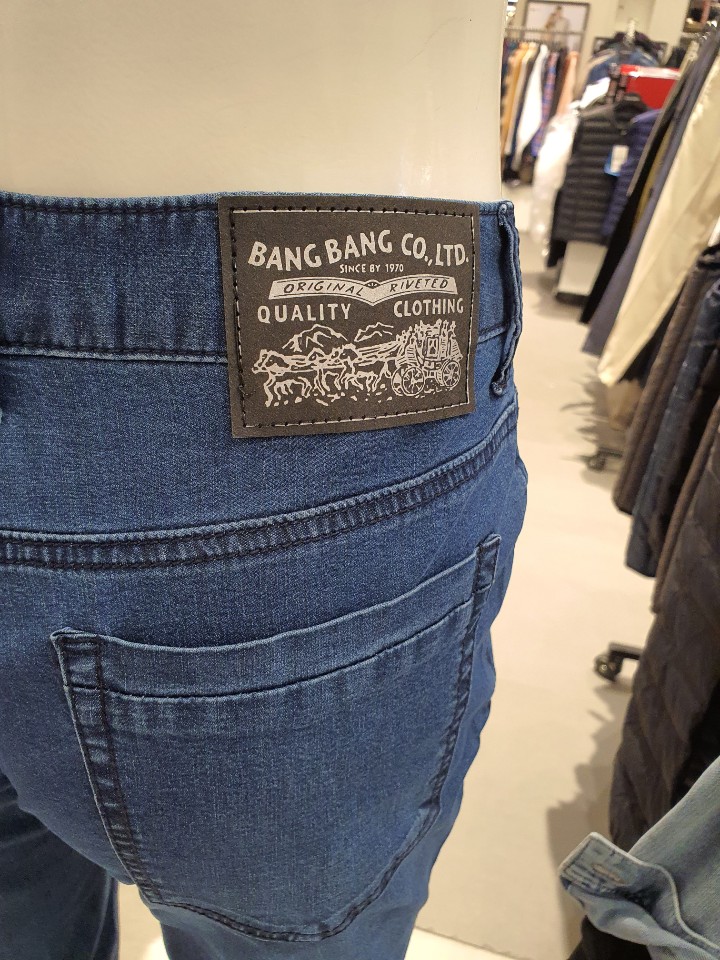 BANG BANG CO., LTD.
SINCE BY 1970
ORIGINAL RIVETED
QUALITY CLOTHING